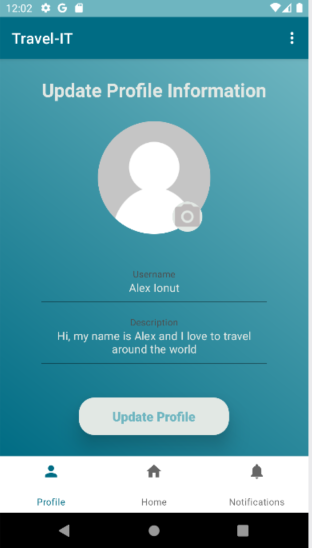 12:02 G
Travel-IT
Update Profile Information
Username
Alex Ionut
Description
Hi, my name is Alex and I love to travel
around the world
Update Profile
Profile Home Notifications